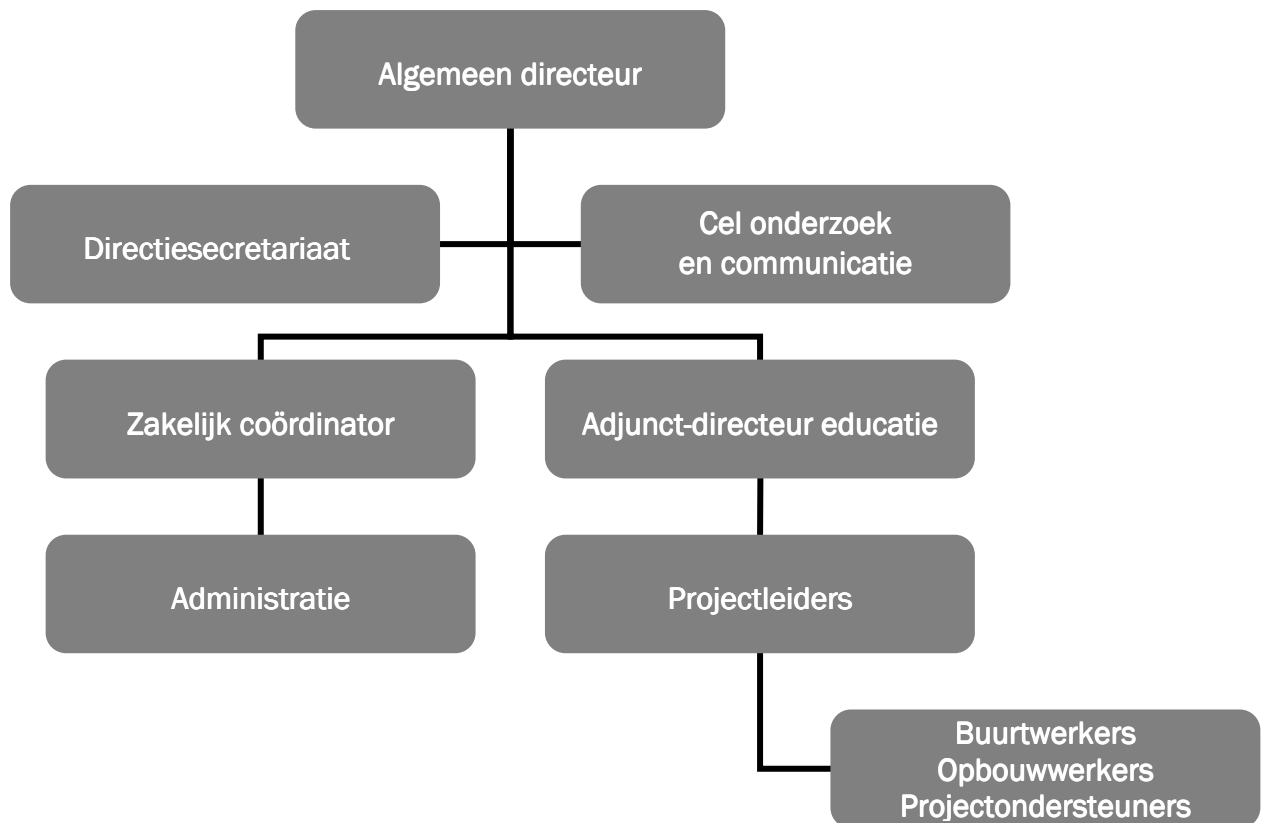 Algemeen directeur
Directiesecretariaat
Cel onderzoek
en communicatie
Zakelijk coördinator
Adjunct-directeur educatie
Administratie
Projectleiders
Buurtwerkers
Opbouwwerkers
Projectondersteuners